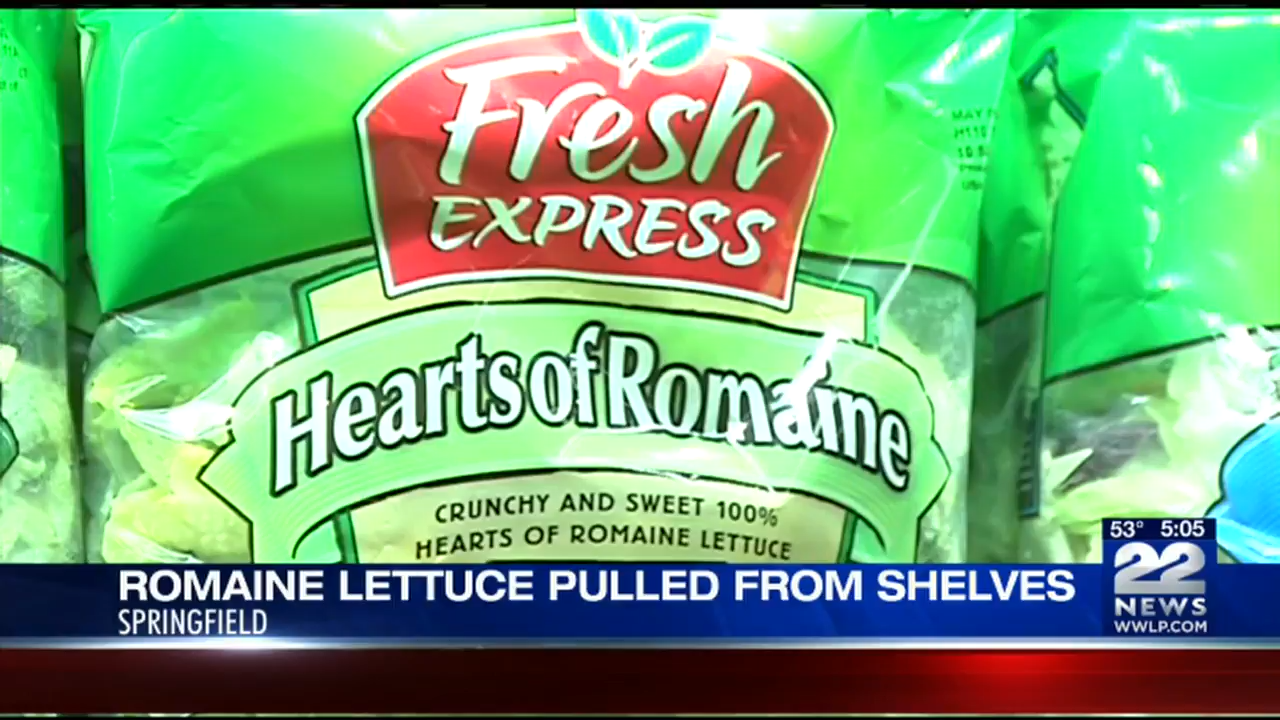 Fresh
EXPRESS
Hearts of Romaine
CRUNCHY AND SWEET 100%
HEARTS OF ROMAINE LETTUCE
MAY
ROMAINE LETTUCE PULLED FROM SHELVES
SPRINGFIELD
53° 5:05
22
NEWS
WWLP.COM